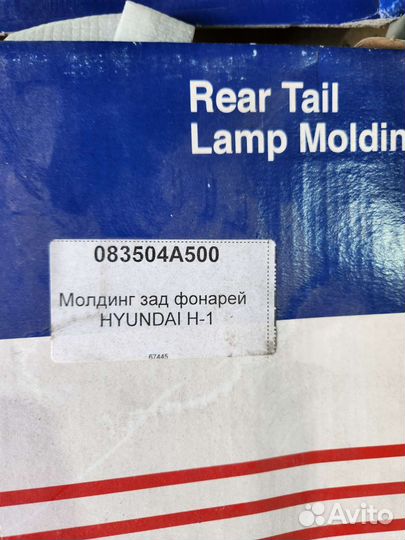 Rear Tail
Lamp Moldin
083504A500
Молдинг зад фонарей
HYUNDAI H-1
67445
Avito